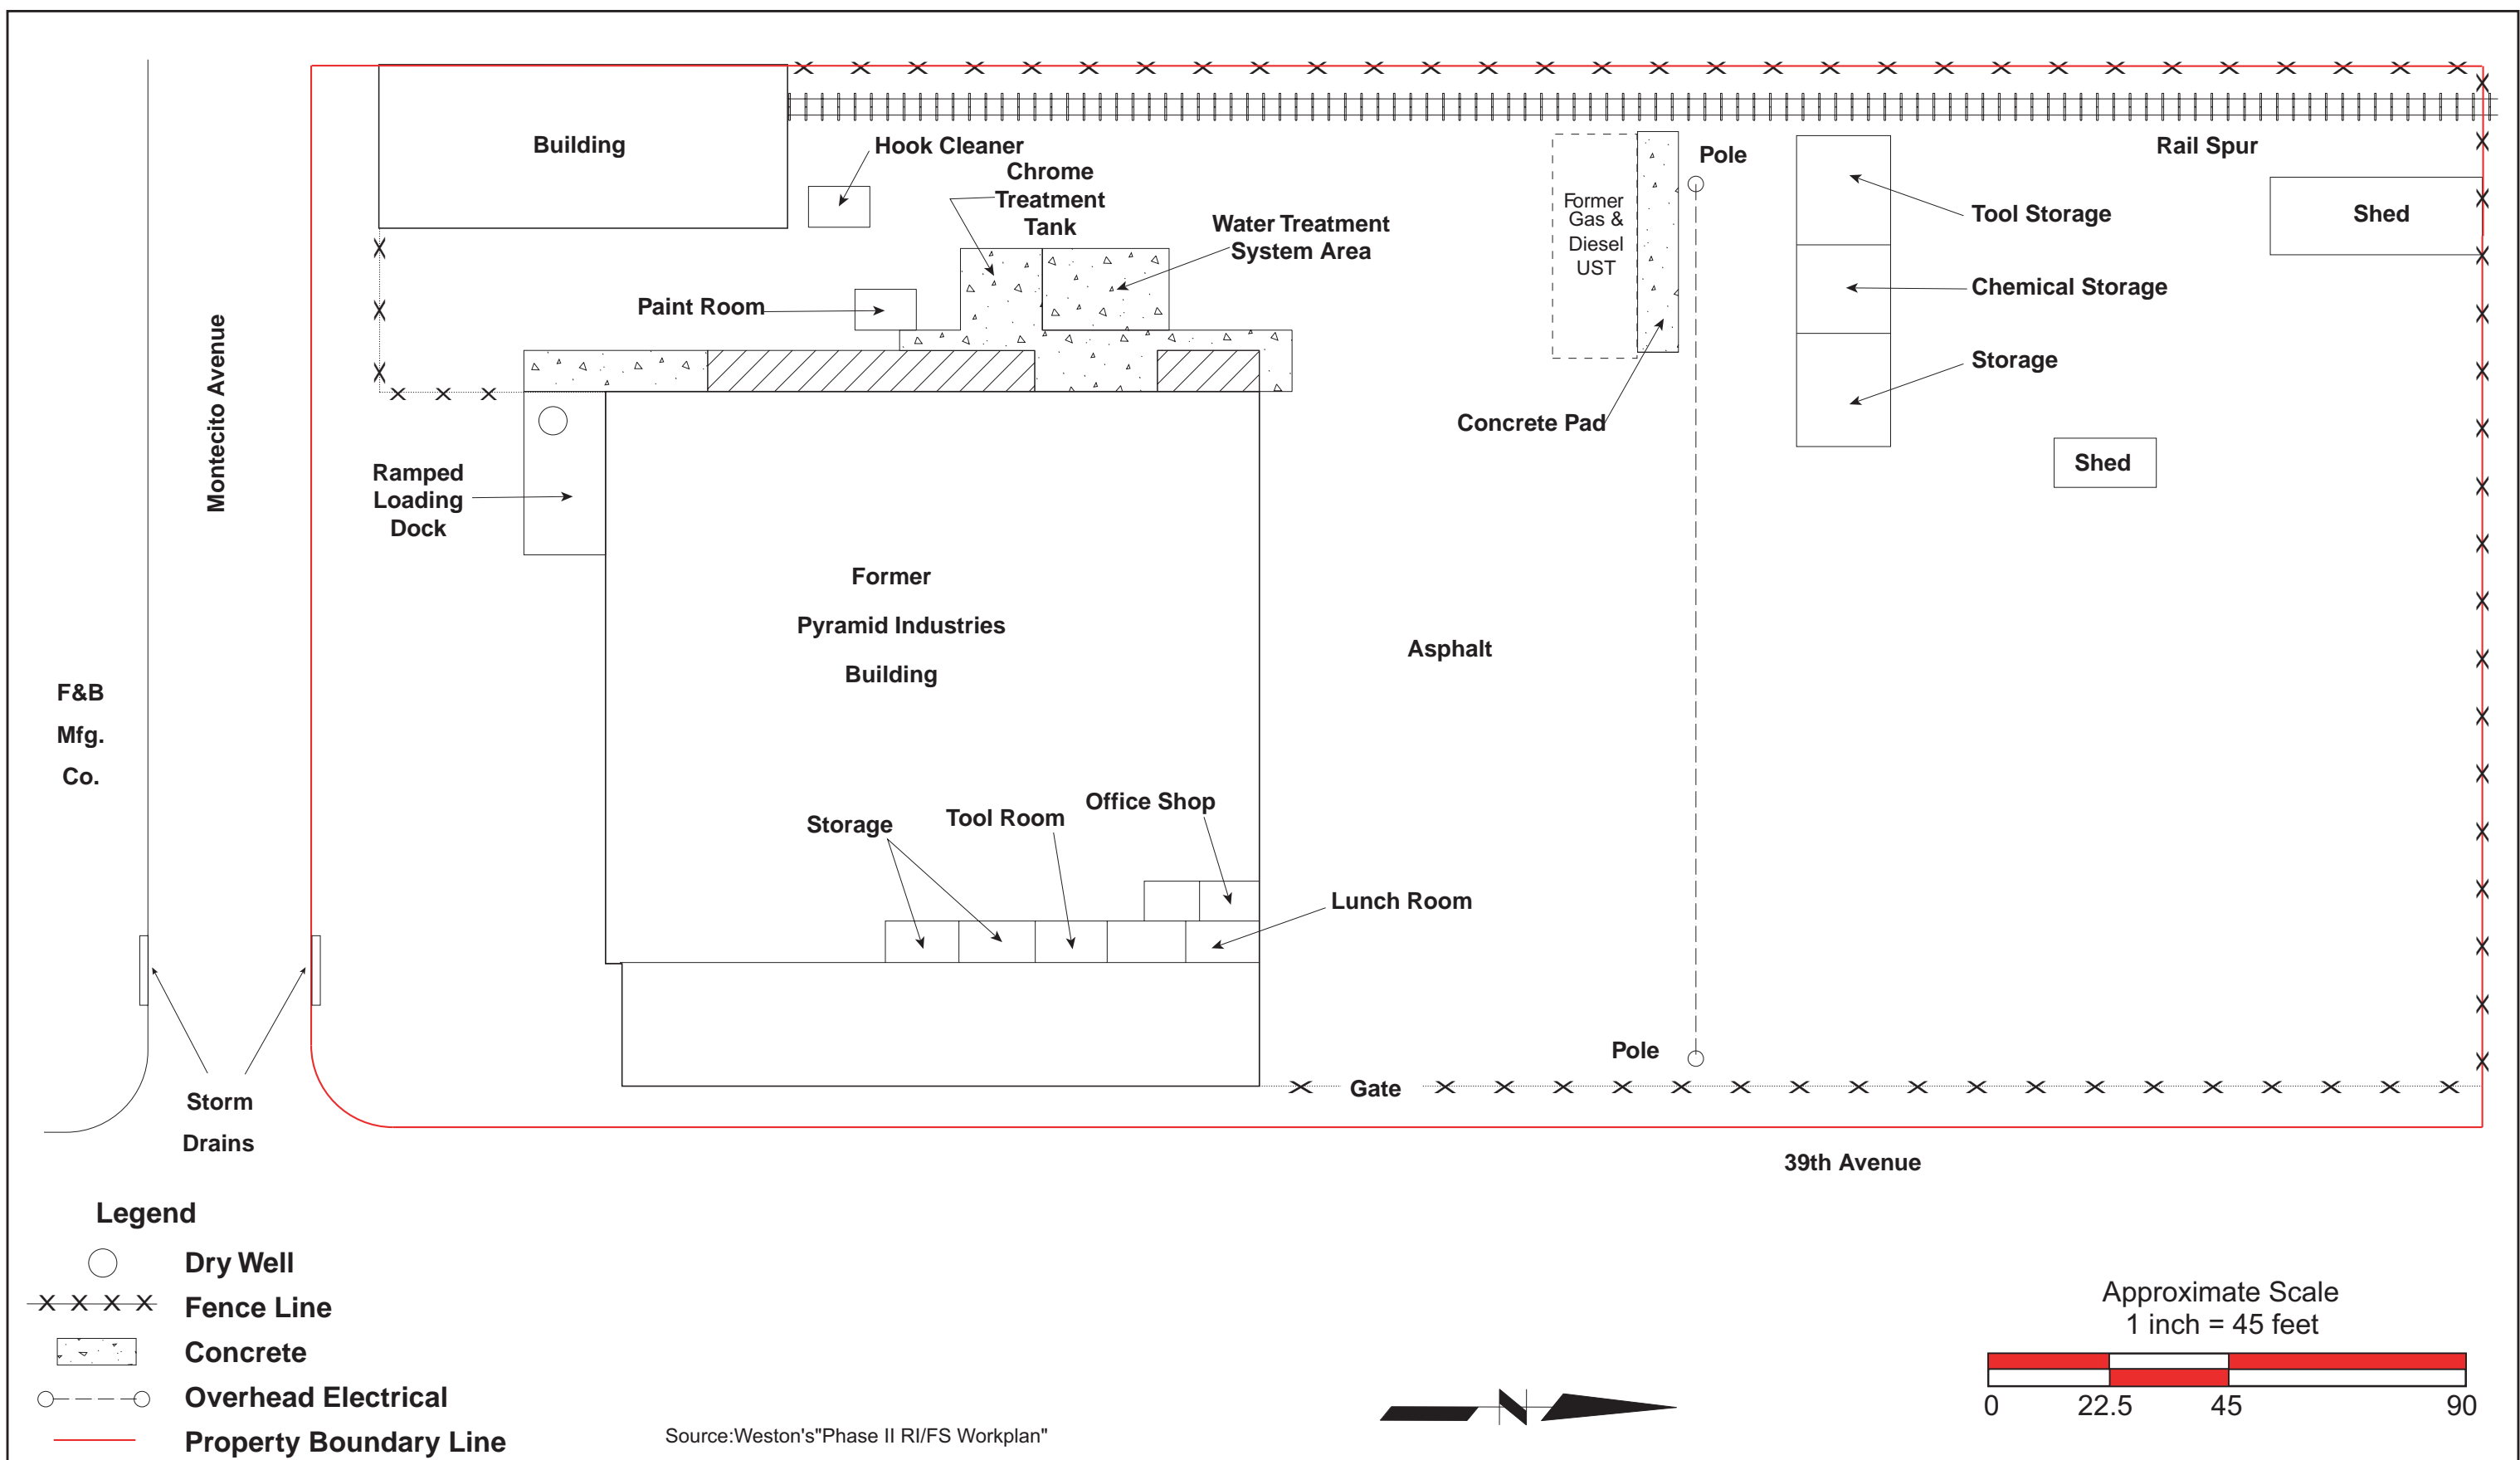 Building
Hook Cleaner
Chrome
Treatment
Tank
Water Treatment
System Area
Paint Room
Former
Gas &
Diesel
UST
Pole
Rail Spur
Tool Storage
Shed
Chemical Storage
Storage
Concrete Pad
Shed
Montecito Avenue
Ramped
Loading
Dock
Former
Pyramid Industries
Building
Asphalt
F&B
Mfg.
Co.
Storage
Tool Room
Office Shop
Lunch Room
Pole
Gate
Storm
Drains
39th Avenue
Legend
Dry Well
Fence Line
Concrete
Overhead Electrical
Property Boundary Line
Source:Weston's"Phase II RI/FS Workplan"
N
Approximate Scale
1 inch = 45 feet
0 22.5 45 90